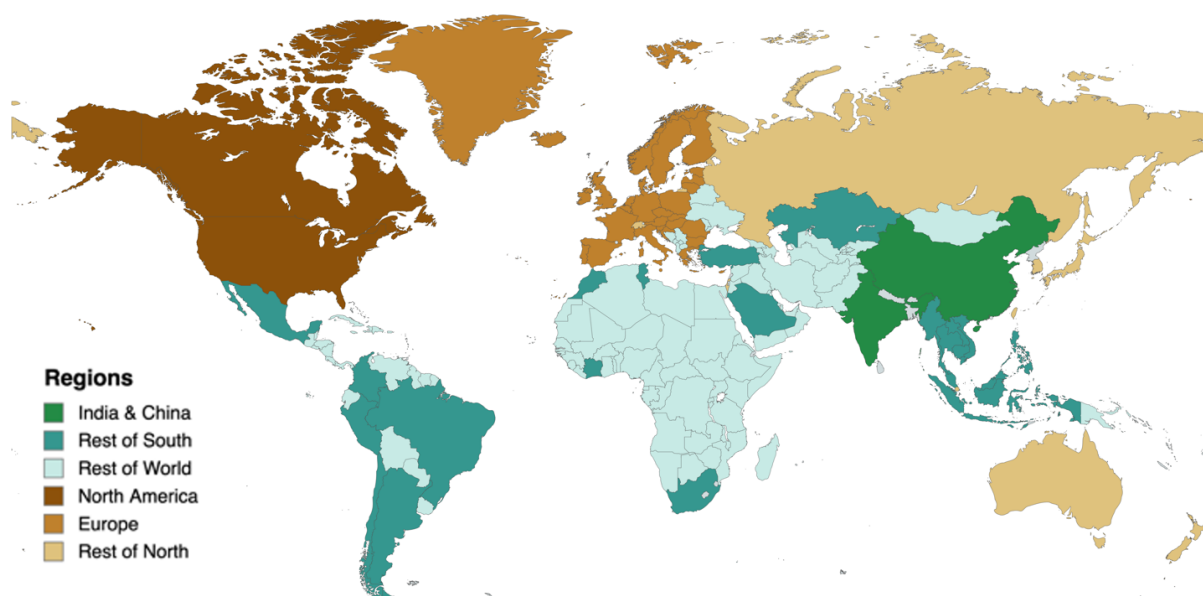 Regions
India & China
Rest of South
Rest of World
North America
Europe
Rest of North